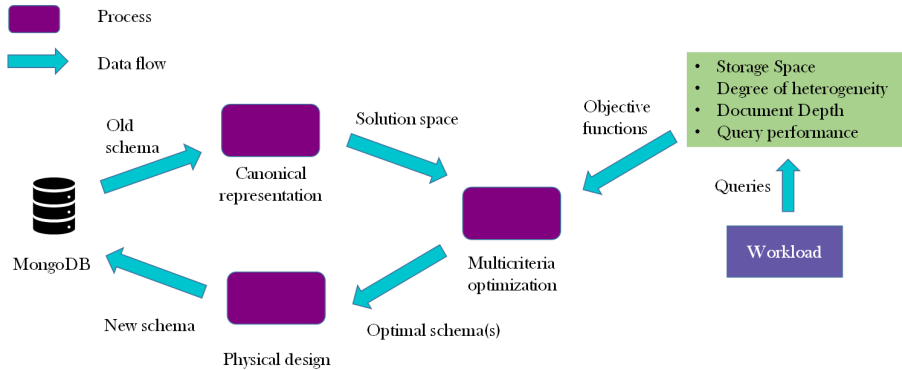 Process
Data flow
• Storage Space
• Degree of heterogeneity
• Document Depth
• Query performance
Objective
functions
Solution space
Old
schema
Canonical
representation
Queries
Workload
MongoDB
Multicriteria
optimization
New schema
Optimal schema(s)
Physical design